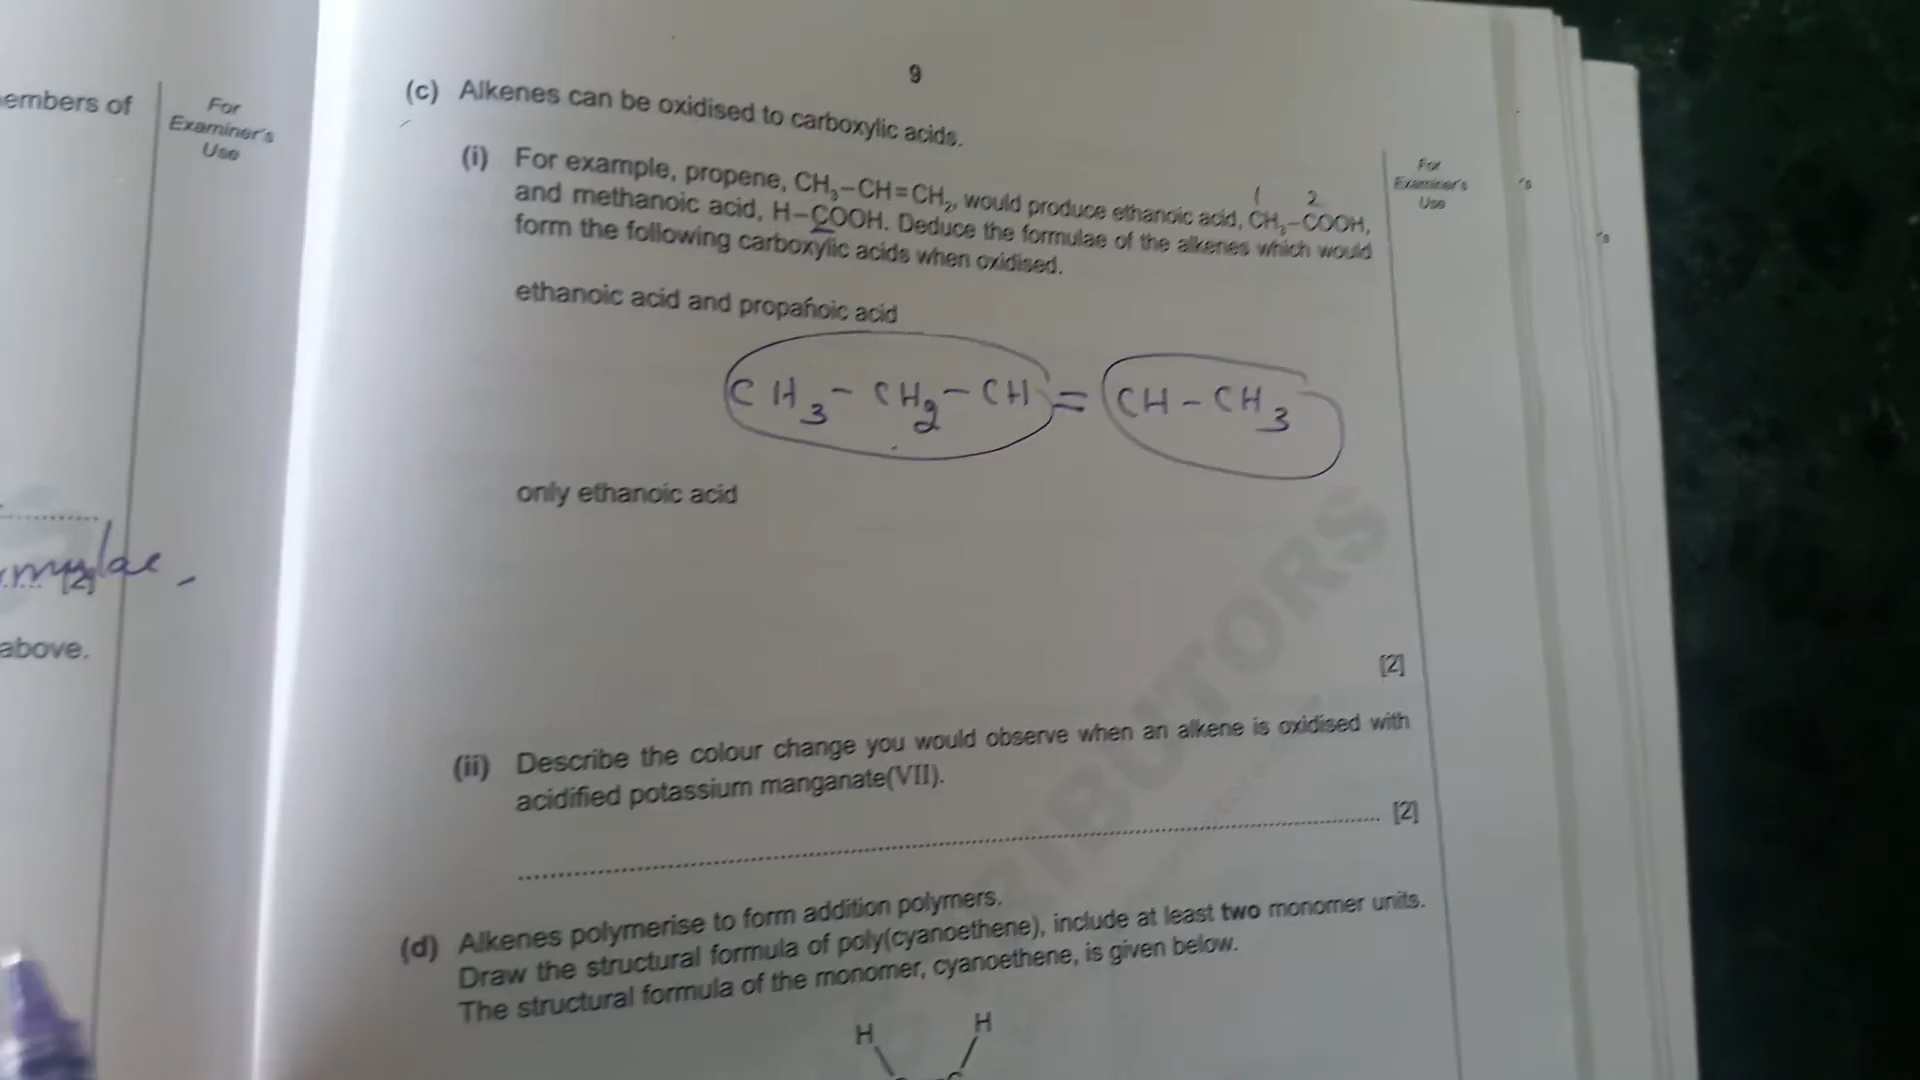 9
embers of
For
Examiner's
Use
(c) Alkenes can be oxidised to carboxylic acids.
(i) For example, propene, CH₃–CH=CH₂, would produce ethanoic acid, CH₃–COOH,
1 2
and methanoic acid, H–COOH. Deduce the formulae of the alkenes which would
form the following carboxylic acids when oxidised.
For
Examiner's
Use
's
's
ethanoic acid and propanoic acid
CH₃ – CH₂ – CH = CH – CH₃
only ethanoic acid
mulae.
[2]
above.
[2]
(ii) Describe the colour change you would observe when an alkene is oxidised with
acidified potassium manganate(VII).
[2]
(d) Alkenes polymerise to form addition polymers.
Draw the structural formula of poly(cyanoethene), include at least two monomer units.
The structural formula of the monomer, cyanoethene, is given below.
H H